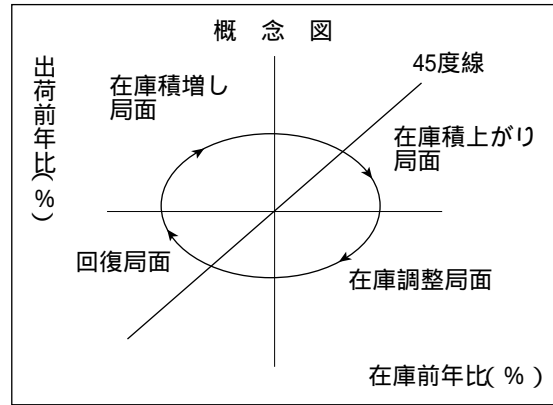 概念図
出荷前年比(%)
在庫積増し
局面
45度線
在庫積上がり
局面
回復局面
在庫調整局面
在庫前年比(%)